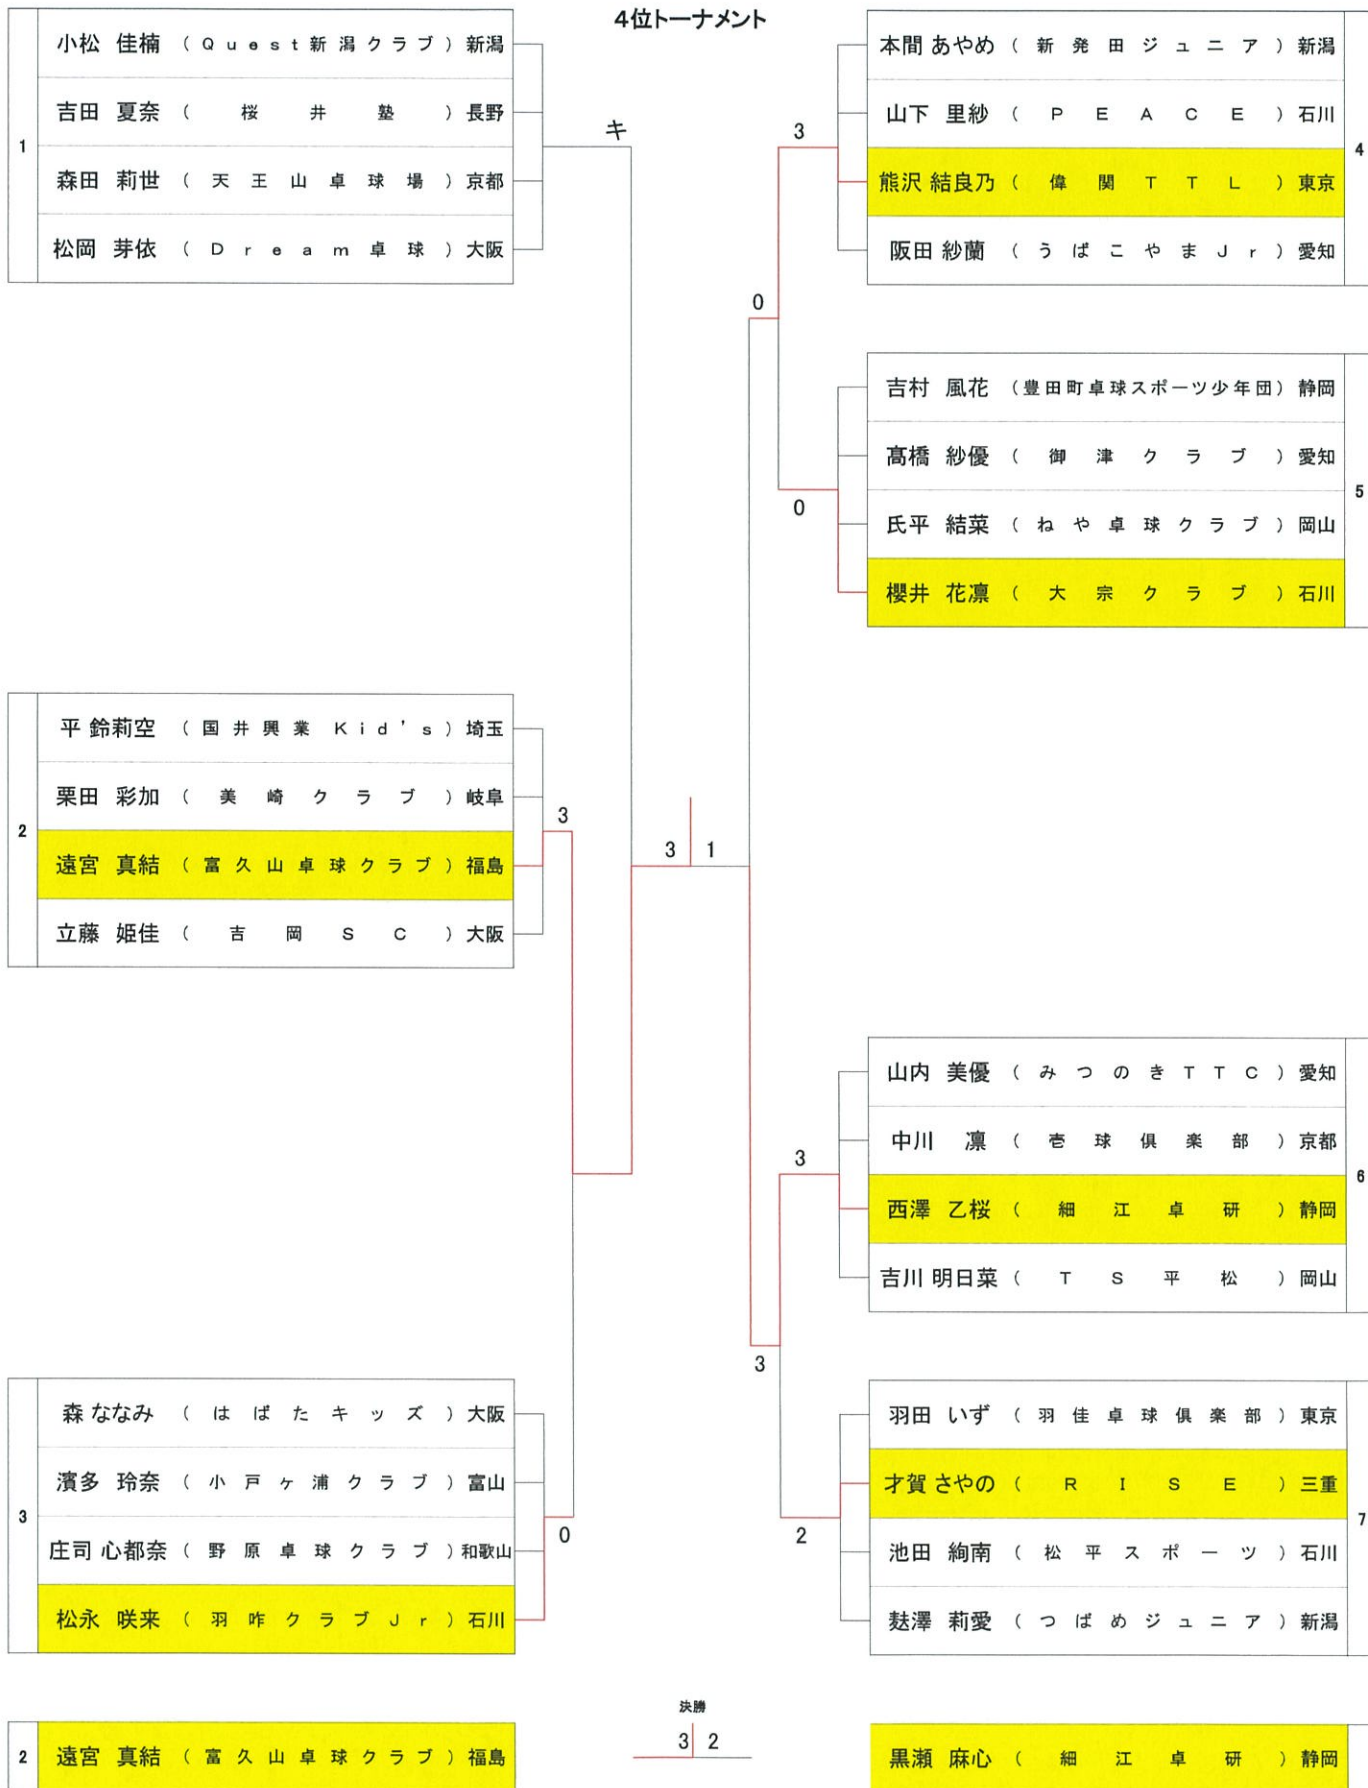 4位トーナメント
1
小松 佳楠 (Quest新潟クラブ) 新潟
吉田 夏奈 (桜井塾) 長野
森田 莉世 (天王山卓球場) 京都
松岡 芽依 (Dream卓球) 大阪
キ
2
平 鈴莉空 (国井興業Kid's) 埼玉
栗田 彩加 (美崎クラブ) 岐阜
遠宮 真結 (富久山卓球クラブ) 福島
立藤 姫佳 (吉岡SC) 大阪
3
3
森 ななみ (はばたキッズ) 大阪
濱多 玲奈 (小戸ヶ浦クラブ) 富山
庄司 心都奈 (野原卓球クラブ) 和歌山
松永 咲来 (羽咋クラブJr) 石川
0
3 1
本間 あやめ (新発田ジュニア) 新潟
山下 里紗 (PEACE) 石川
熊沢 結良乃 (偉関TTL) 東京
阪田 紗蘭 (うばこやまJr) 愛知
4
3
0
吉村 風花 (豊田町卓球スポーツ少年団) 静岡
髙橋 紗優 (御津クラブ) 愛知
氏平 結菜 (ねや卓球クラブ) 岡山
櫻井 花凛 (大宗クラブ) 石川
5
0
山内 美優 (みつのきTTC) 愛知
中川 凛 (壱球倶楽部) 京都
西澤 乙桜 (細江卓研) 静岡
吉川 明日菜 (TS平松) 岡山
6
3
3
羽田 いず (羽佳卓球倶楽部) 東京
才賀 さやの (RISE) 三重
池田 絢南 (松平スポーツ) 石川
麩澤 莉愛 (つばめジュニア) 新潟
7
2
決勝
2 遠宮 真結 (富久山卓球クラブ) 福島
3 2
黒瀬 麻心 (細江卓研) 静岡